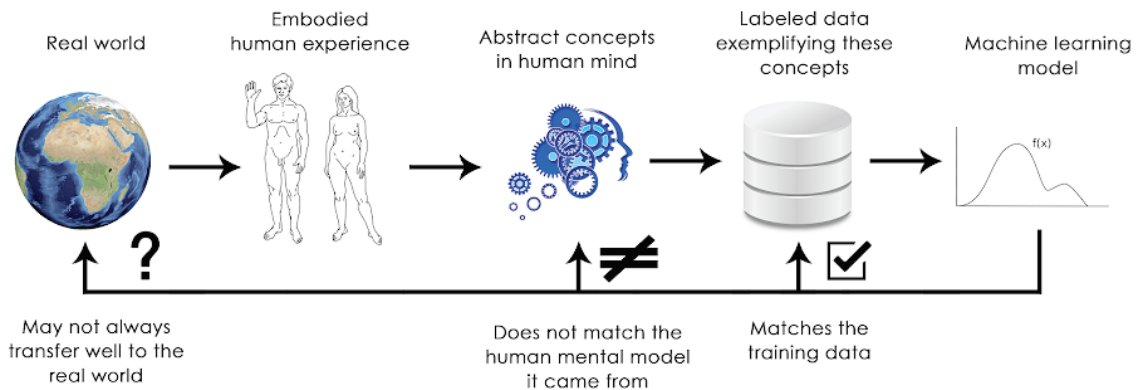 Real world
Embodied
human experience
Abstract concepts
in human mind
Labeled data
exemplifying these
concepts
Machine learning
model
f(x)
?
≠
May not always
transfer well to the
real world
Does not match the
human mental model
it came from
Matches the
training data